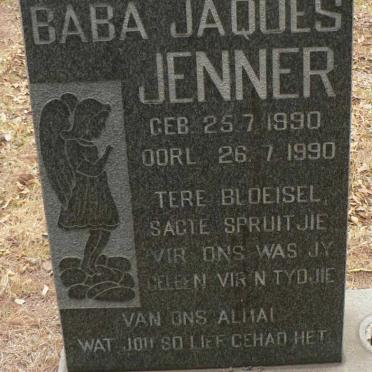 BABA JAQUES
JENNER
GEB. 25.7.1990
OORL. 26.7.1990
TERE BLOEISEL,
SAGTE SPRUITJIE
VIR ONS WAS JY
GELEEN VIR 'N TYDJIE
VAN ONS ALMAL
WAT JOU SO LIEF GEHAD HET